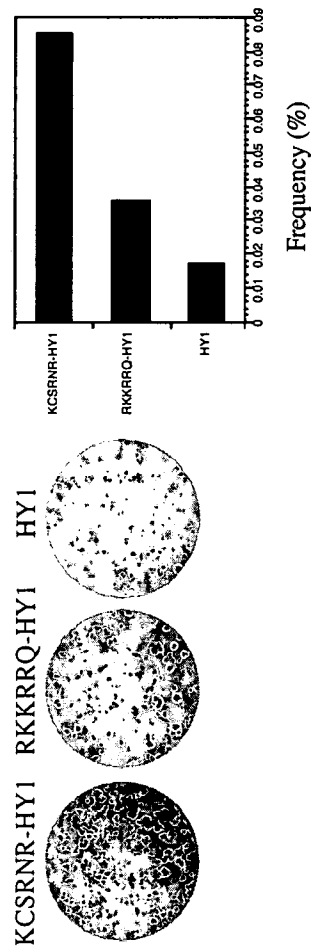 KCSRNR-HY1
RKKRRQ-HY1
HY1
KCSRNR-HY1
RKKRRQ-HY1
HY1
0
0.01
0.02
0.03
0.04
0.05
0.06
0.07
0.08
0.09
Frequency (%)